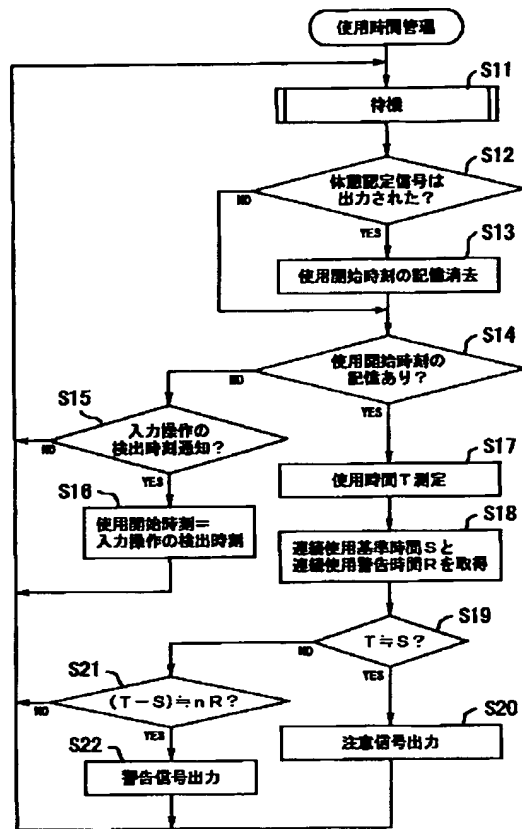 使用時間管理
S11
待機
S12
休憩認定信号は
出力された?
NO
YES
S13
使用開始時刻の記憶消去
S14
使用開始時刻の
記憶あり?
NO
YES
S15
入力操作の
検出時刻通知?
NO
YES
S16
使用開始時刻=
入力操作の検出時刻
S17
使用時間T測定
S18
連続使用基準時間Sと
連続使用警告時間Rを取得
S19
T≒S?
NO
YES
S20
注意信号出力
S21
(T-S)≒nR?
NO
YES
S22
警告信号出力